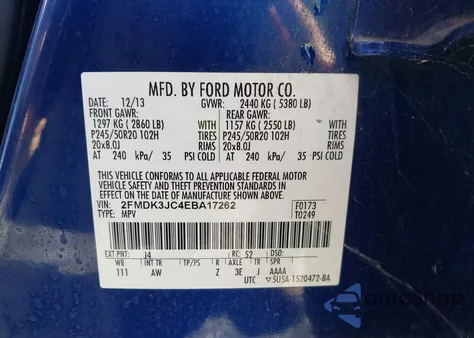 MFD. BY FORD MOTOR CO.
DATE: 12/13 GVWR: 2440 KG ( 5380 LB)
FRONT GAWR: REAR GAWR:
1297 KG ( 2860 LB) WITH 1157 KG ( 2550 LB) WITH
P245/50R20 102H TIRES P245/50R20 102H TIRES
20x8.0J RIMS 20x8.0J RIMS
AT 240 kPa/ 35 PSI COLD AT 240 kPa/ 35 PSI COLD
THIS VEHICLE CONFORMS TO ALL APPLICABLE FEDERAL MOTOR
VEHICLE SAFETY, BUMPER, AND THEFT PREVENTION STANDARDS IN
EFFECT ON THE DATE OF MANUFACTURE SHOWN ABOVE.
VIN: 2FMDK3JC4EBA17262 F0173
TYPE: MPV T0249
EXT PNT: J4 RC: 52 DSO:
WB INT TR TP/PS R AXLE TR SPR
111 AW Z 3E J AAAA
UTC 5U5A-1520472-BA
AutoSnap